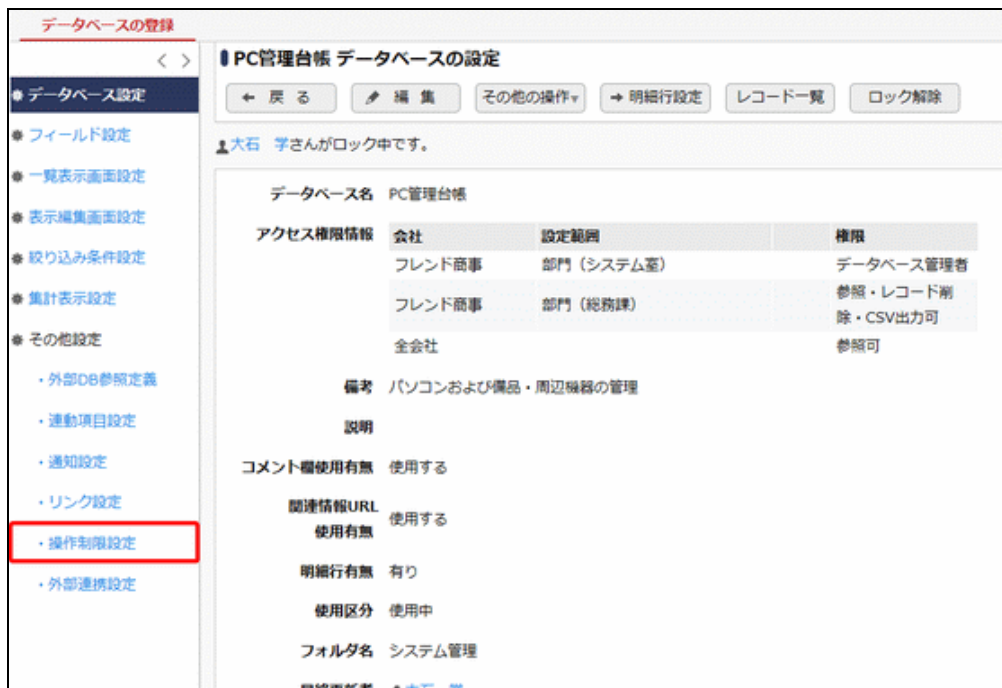 データベースの登録
データベース設定
フィールド設定
一覧表示画面設定
表示編集画面設定
絞り込み条件設定
集計表示設定
その他設定
・外部DB参照定義
・連動項目設定
・通知設定
・リンク設定
・操作制限設定
・外部連携設定
PC管理台帳 データベースの設定
← 戻 る
編 集
その他の操作▼
→ 明細行設定
レコード一覧
ロック解除
大石 学さんがロック中です。
データベース名 PC管理台帳
アクセス権限情報 会社 設定範囲 権限
フレンド商事 部門（システム室） データベース管理者
フレンド商事 部門（総務課） 参照・レコード削
除・CSV出力可
全会社 参照可
備考 パソコンおよび備品・周辺機器の管理
説明
コメント欄使用有無 使用する
関連情報URL
使用有無 使用する
明細行有無 有り
使用区分 使用中
フォルダ名 システム管理
最終更新者 大石 学